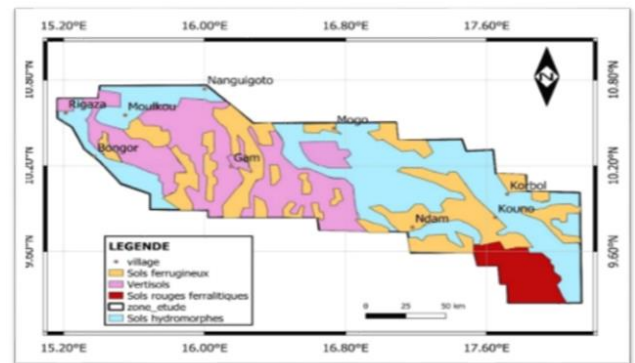 15.20°E 16.00°E 16.80°E 17.60°E
10.80°N 10.80°N
Nanguigoto
Rigaza
Moulkou
Mogo
Bongor
10.20°N 10.20°N
Gam
Korbol
Kouno
Ndam
9.60°N 9.60°N
N
LEGENDE
village
Sols ferrugineux
Vertisols
Sols rouges ferralitiques
zone_etude
Sols hydromorphes
0 25 50 km
15.20°E 16.00°E 16.80°E 17.60°E